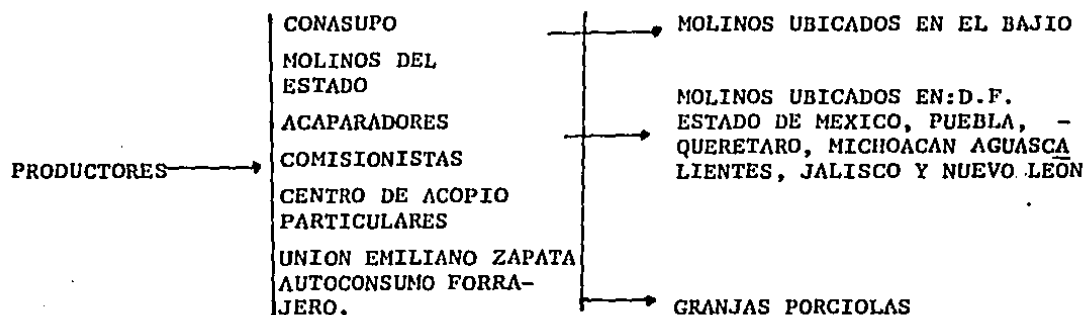 PRODUCTORES
CONASUPO
MOLINOS DEL
ESTADO
ACAPARADORES
COMISIONISTAS
CENTRO DE ACOPIO
PARTICULARES
UNION EMILIANO ZAPATA
AUTOCONSUMO FORRA-
JERO.
MOLINOS UBICADOS EN EL BAJIO
MOLINOS UBICADOS EN:D.F.
ESTADO DE MEXICO, PUEBLA, -
QUERETARO, MICHOACAN AGUASCA
LIENTES, JALISCO Y NUEVO LEÓN
GRANJAS PORCIOLAS